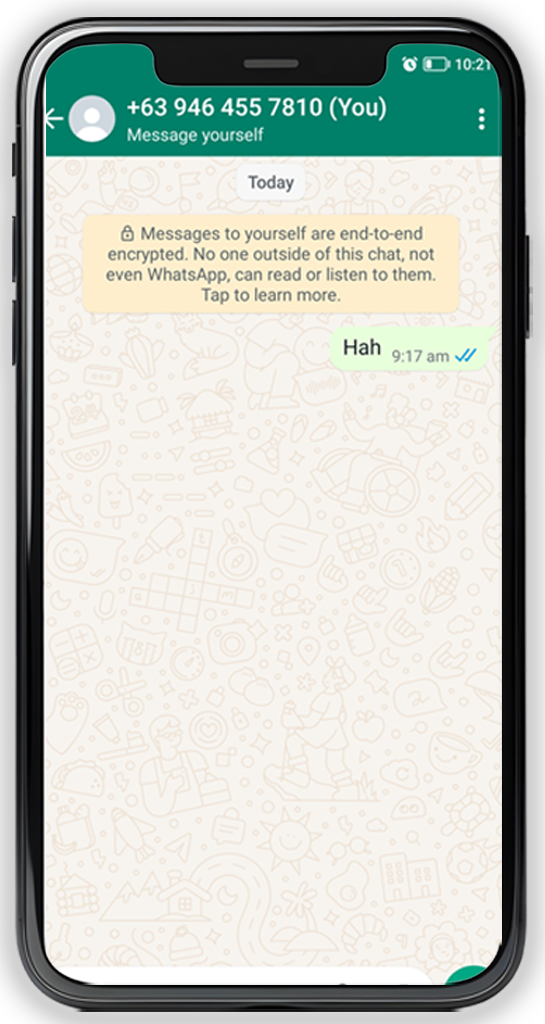 10:21
+63 946 455 7810 (You)
Message yourself
Today
Messages to yourself are end-to-end
encrypted. No one outside of this chat, not
even WhatsApp, can read or listen to them.
Tap to learn more.
Hah 9:17 am